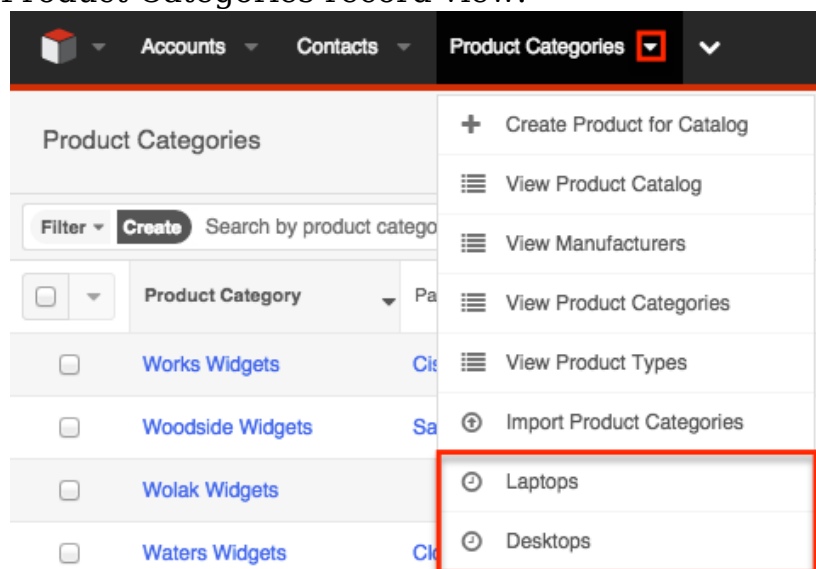 Product Categories record view.
Accounts Contacts Product Categories
Create Product for Catalog
Product Categories
View Product Catalog
Filter Create Search by product catego
View Manufacturers
Product Category Pa
View Product Categories
Works Widgets Cis
View Product Types
Woodside Widgets Sa
Import Product Categories
Wolak Widgets
Laptops
Waters Widgets Clo
Desktops